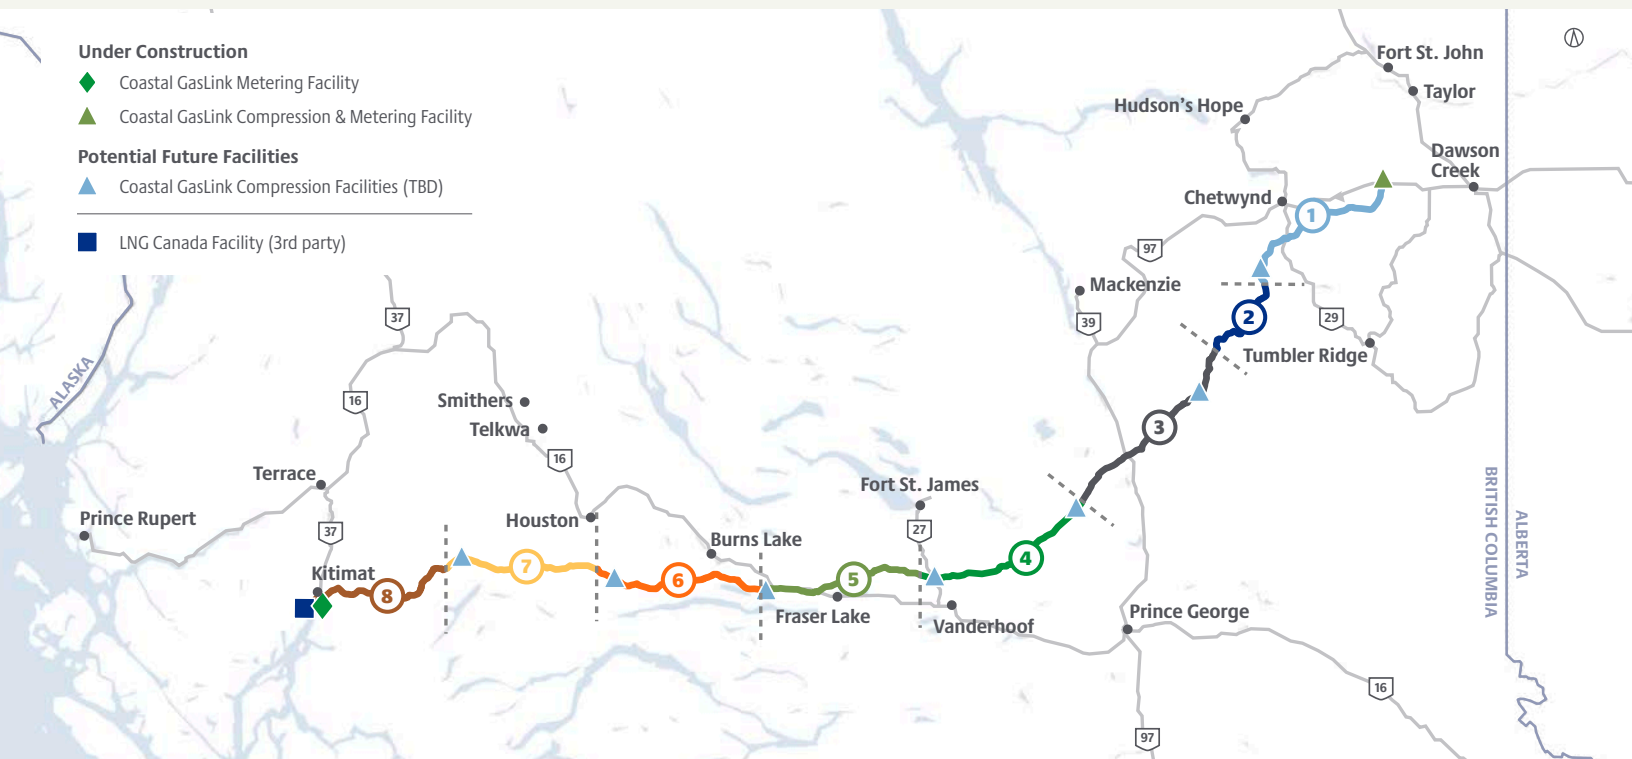 Under Construction
Coastal GasLink Metering Facility
Coastal GasLink Compression & Metering Facility
Potential Future Facilities
Coastal GasLink Compression Facilities (TBD)
LNG Canada Facility (3rd party)
Fort St. John
Taylor
Hudson's Hope
Dawson
Creek
Chetwynd
1
97
Mackenzie
39
2
29
Tumbler Ridge
37
ALASKA
16
Smithers
Telkwa
16
3
Terrace
Prince Rupert
37
Kitimat
8
Houston
7
Burns Lake
6
Fort St. James
27
5
Fraser Lake
4
Vanderhoof
Prince George
BRITISH COLUMBIA
ALBERTA
16
97